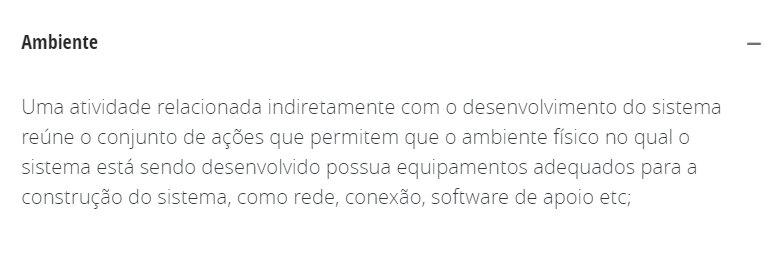 Ambiente
Uma atividade relacionada indiretamente com o desenvolvimento do sistema
reúne o conjunto de ações que permitem que o ambiente físico no qual o
sistema está sendo desenvolvido possua equipamentos adequados para a
construção do sistema, como rede, conexão, software de apoio etc;